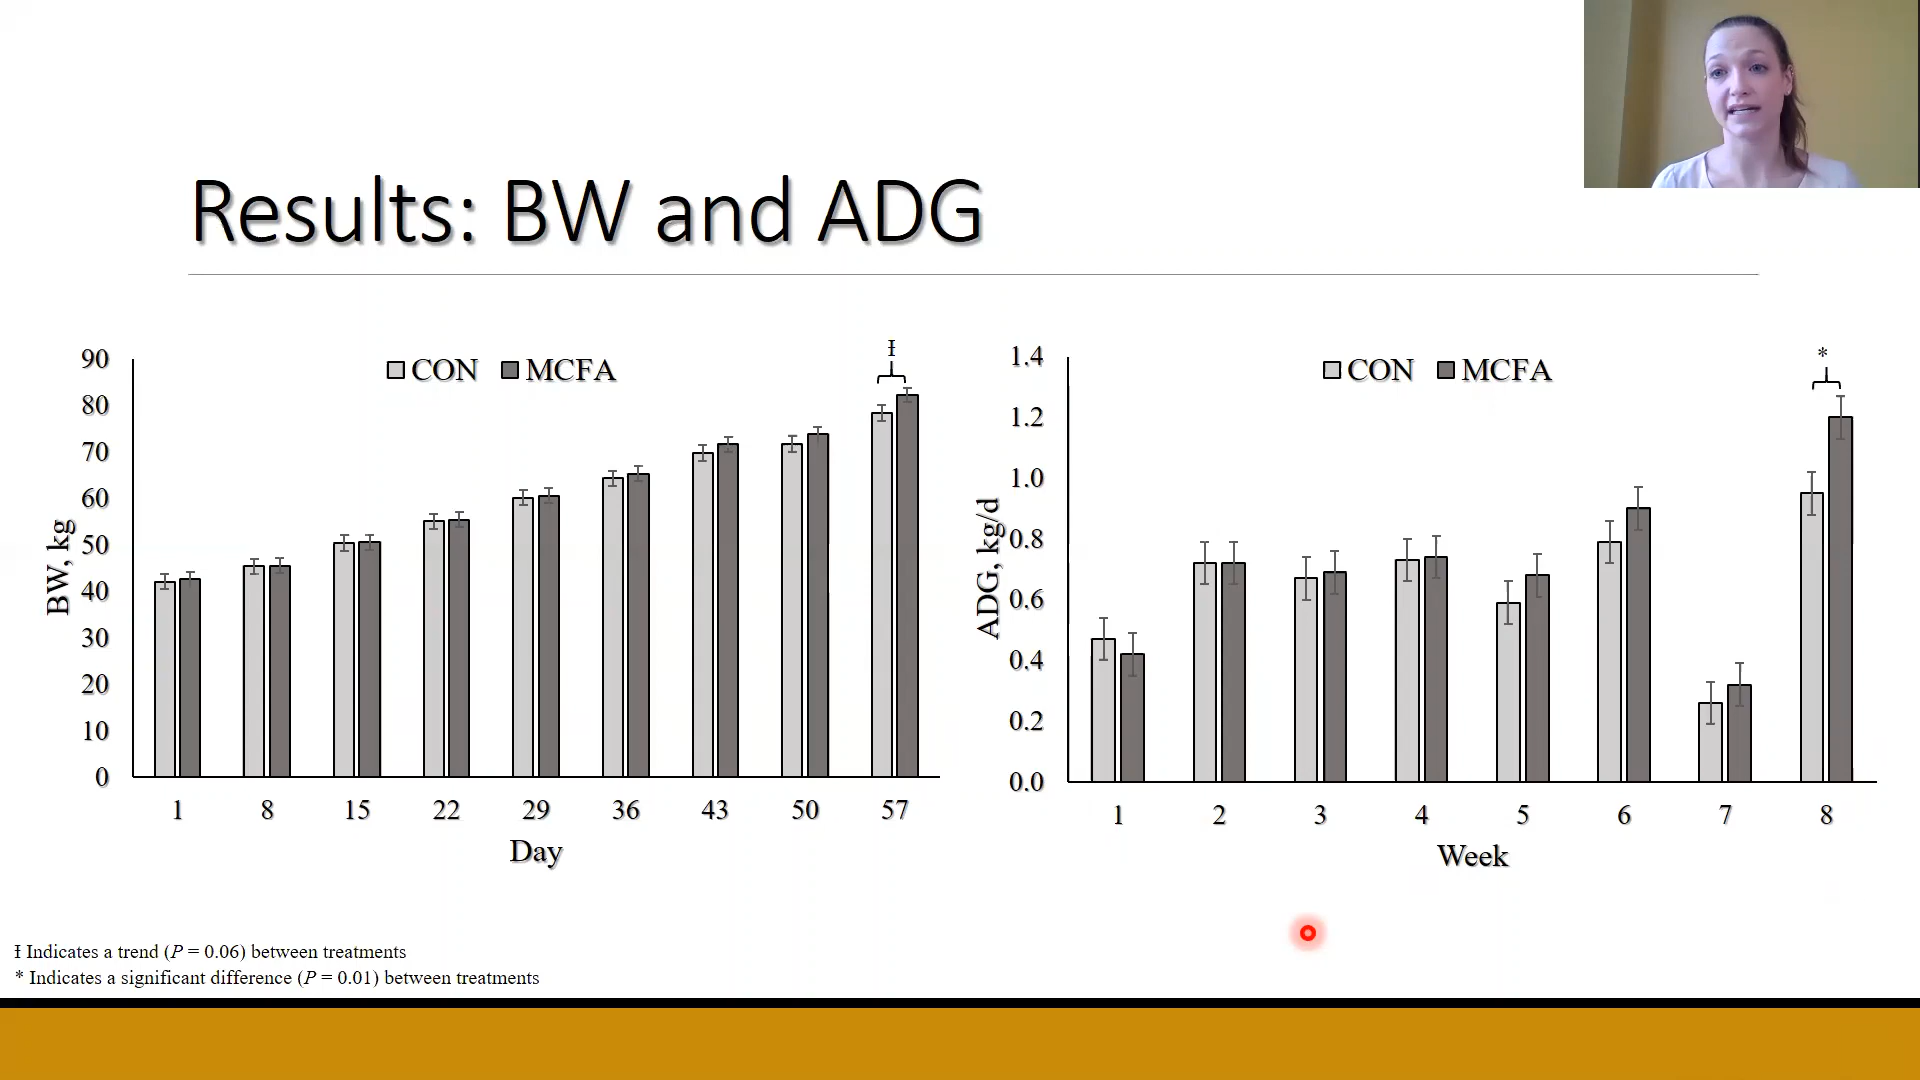 Results: BW and ADG
CON MCFA
Ɨ
90
80
70
60
50
40
30
20
10
0
BW, kg
1 8 15 22 29 36 43 50 57
Day
CON MCFA
*
1.4
1.2
1.0
0.8
0.6
0.4
0.2
0.0
ADG, kg/d
1 2 3 4 5 6 7 8
Week
Ɨ Indicates a trend (P = 0.06) between treatments
* Indicates a significant difference (P = 0.01) between treatments